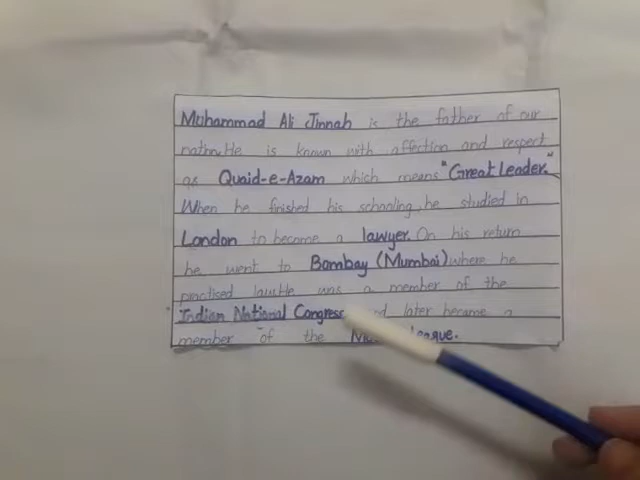 Muhammad Ali Jinnah is the father of our
nation. He is known with affection and respect
as Quaid-e-Azam which means "Great Leader."
When he finished his schooling, he studied in
London to become a lawyer. On his return
he went to Bombay (Mumbai) where he
practised law. He was a member of the
Indian National Congress later became a
member of the League.